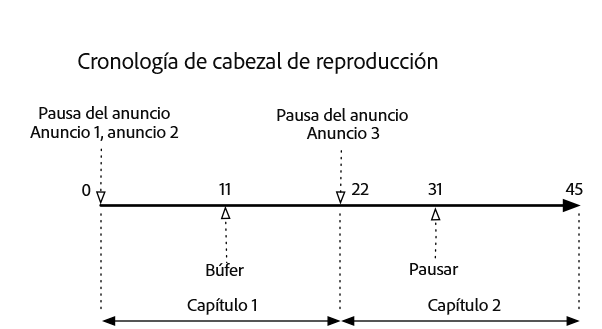 Cronología de cabezal de reproducción
Pausa del anuncio
Anuncio 1, anuncio 2
Pausa del anuncio
Anuncio 3
0
11
22
31
45
Búfer
Pausar
Capítulo 1
Capítulo 2